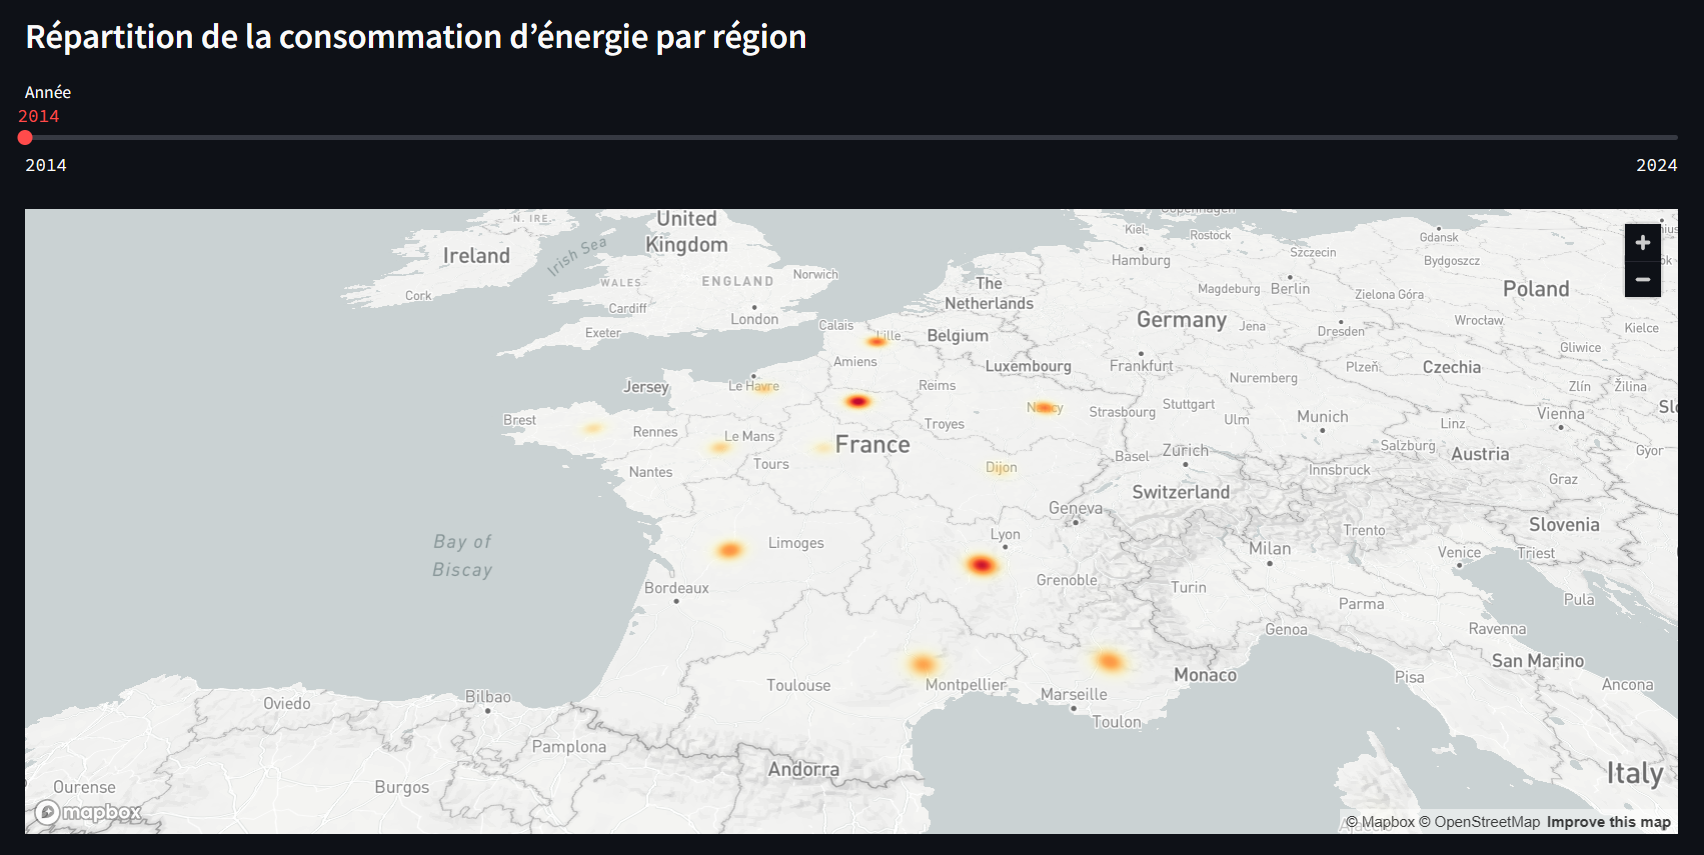 Répartition de la consommation d’énergie par région
Année
2014
2014
2024
United
Kingdom
N. IRE.
Ireland
Irish Sea
Cork
WALES
ENGLAND
Norwich
Cardiff
London
Exeter
Copenhagen
Kiel
Rostock
Gdansk
Hamburg
Szczecin
Bydgoszcz
The
Netherlands
Magdeburg
Berlin
Zielona Góra
Poland
Calais
Lille
Belgium
Germany
Jena
Dresden
Wrocław
Kielce
Gliwice
Amiens
Luxembourg
Frankfurt
Plzeň
Czechia
Jersey
Le Havre
Reims
Nuremberg
Zlín
Žilina
Brest
Rennes
Le Mans
Troyes
Nancy
Strasbourg
Stuttgart
Ulm
Munich
Linz
Vienna
France
Nantes
Tours
Dijon
Basel
Zürich
Salzburg
Innsbruck
Austria
Gyor
Graz
Switzerland
Geneva
Slovenia
Bay of
Biscay
Limoges
Lyon
Trento
Milan
Venice
Triest
Bordeaux
Grenoble
Turin
Parma
Pula
Genoa
Ravenna
Toulouse
Montpellier
Marseille
Monaco
Pisa
San Marino
Ancona
Toulon
Oviedo
Bilbao
Pamplona
Andorra
Italy
Ourense
Burgos
mapbox
© Mapbox © OpenStreetMap Improve this map